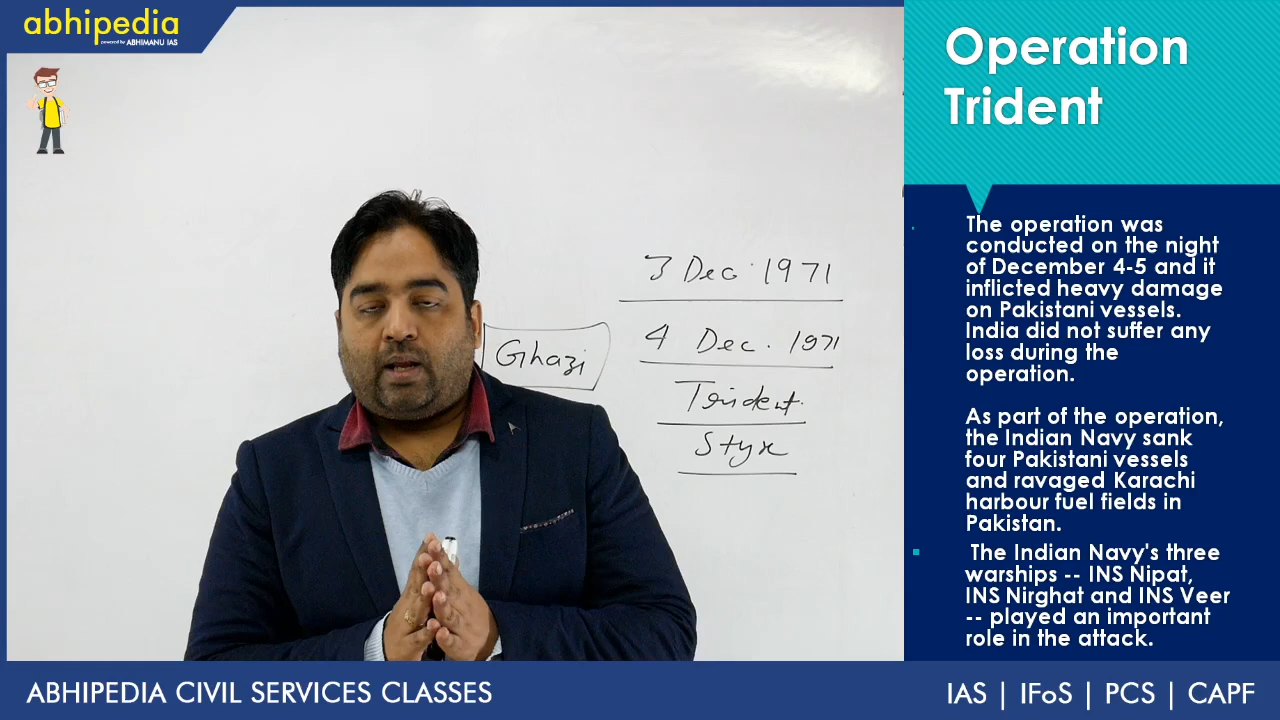 abhipedia
powered by ABHIMANU IAS
3 Dec. 1971
4 Dec. 1971
Ghazi
Trident
Styx
Operation
Trident
The operation was
conducted on the night
of December 4-5 and it
inflicted heavy damage
on Pakistani vessels.
India did not suffer any
loss during the
operation.
As part of the operation,
the Indian Navy sank
four Pakistani vessels
and ravaged Karachi
harbour fuel fields in
Pakistan.
The Indian Navy's three
warships -- INS Nipat,
INS Nirghat and INS Veer
-- played an important
role in the attack.
ABHIPEDIA CIVIL SERVICES CLASSES
IAS | IFoS | PCS | CAPF